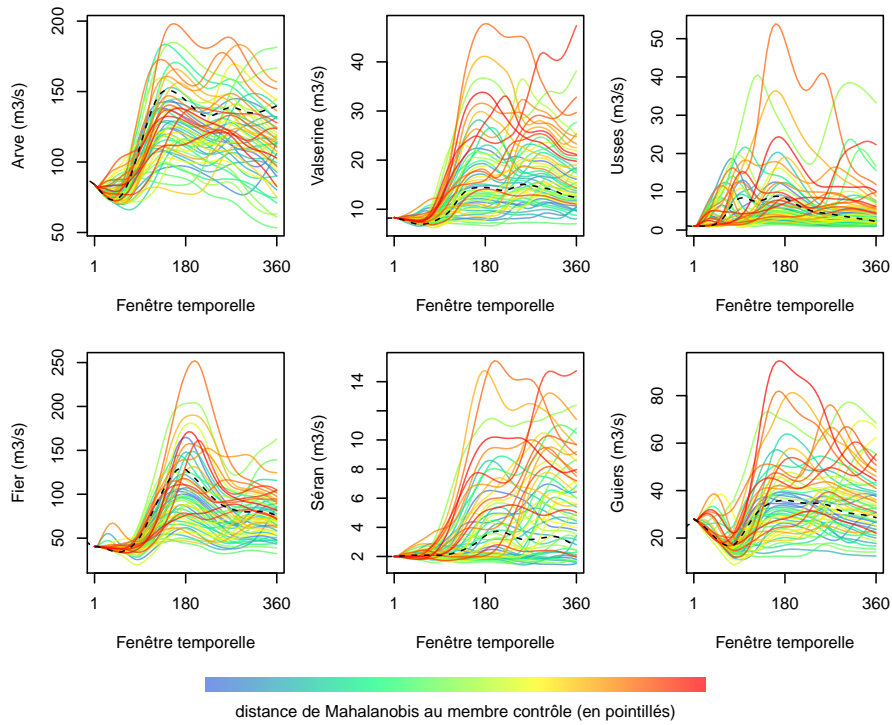 Arve (m3/s)
50 100 150 200
1 180 360
Fenêtre temporelle
Valserine (m3/s)
10 20 30 40
1 180 360
Fenêtre temporelle
Usses (m3/s)
0 10 20 30 40 50
1 180 360
Fenêtre temporelle
Fier (m3/s)
50 100 150 200 250
1 180 360
Fenêtre temporelle
Séran (m3/s)
2 4 6 8 10 14
1 180 360
Fenêtre temporelle
Guiers (m3/s)
20 40 60 80
1 180 360
Fenêtre temporelle
distance de Mahalanobis au membre contrôle (en pointillés)